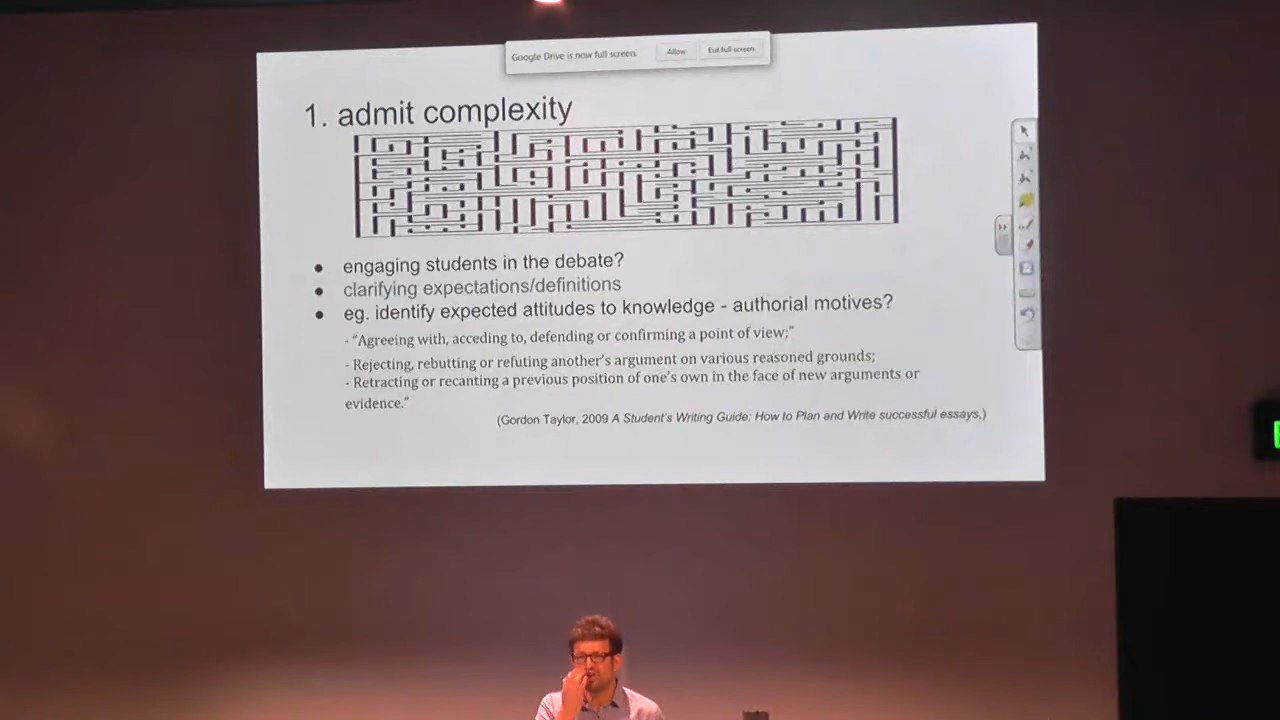 Google Drive is now full screen. Allow Exit full screen
1. admit complexity
● engaging students in the debate?
● clarifying expectations/definitions
● eg. identify expected attitudes to knowledge - authorial motives?
- “Agreeing with, acceding to, defending or confirming a point of view;”
- Rejecting, rebutting or refuting another’s argument on various reasoned grounds;
- Retracting or recanting a previous position of one’s own in the face of new arguments or
evidence.”
(Gordon Taylor, 2009 A Student’s Writing Guide: How to Plan and Write successful essays.)